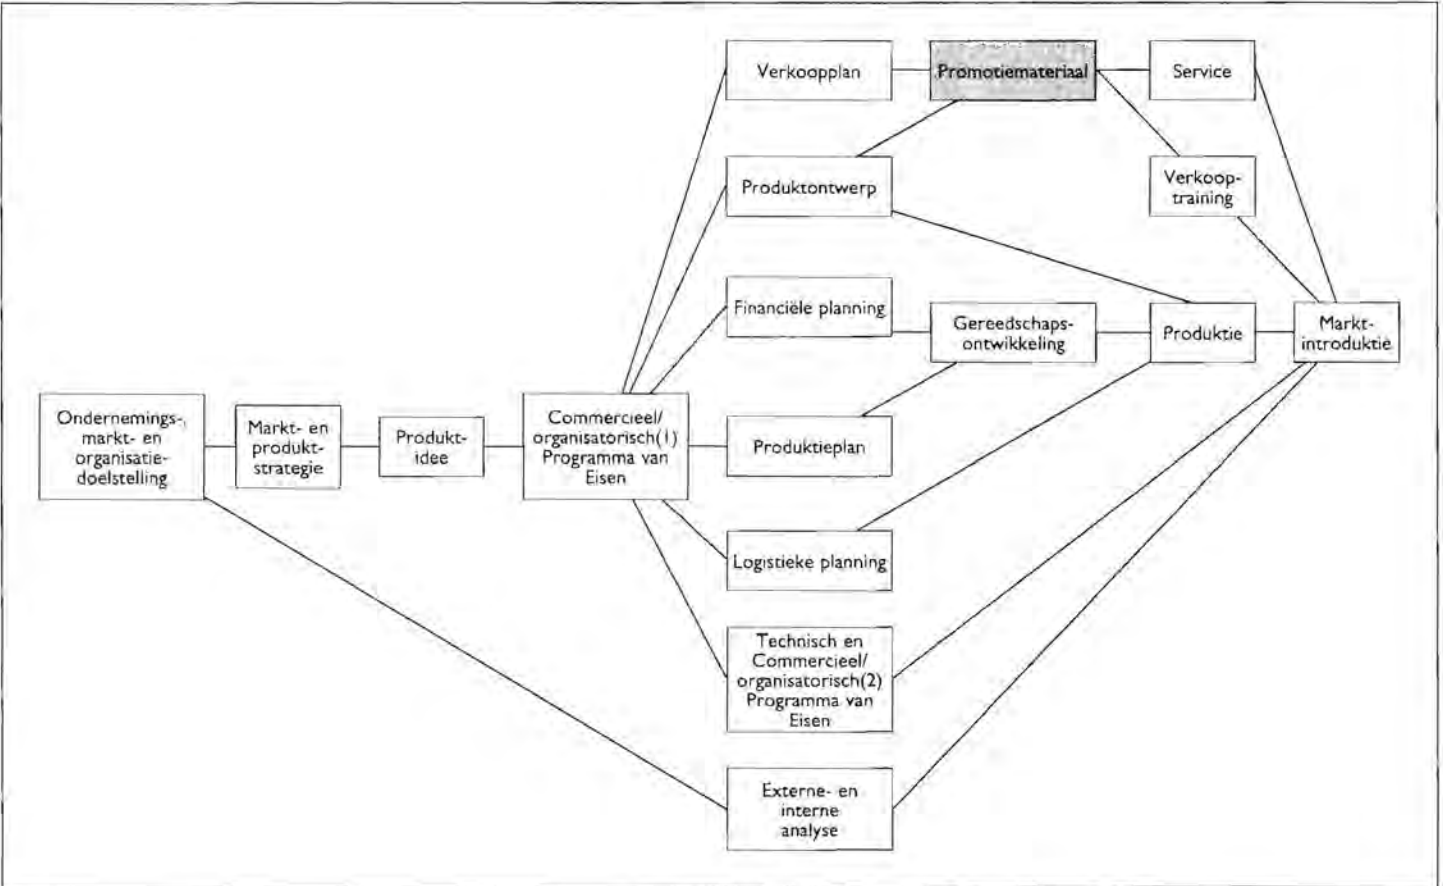 Verkoopplan
Promotiemateriaal
Service
Produktontwerp
Verkoop-
training
Financiële planning
Gereedschaps-
ontwikkeling
Produktie
Markt-
introduktie
Ondernemings-,
markt- en
organisatie-
doelstelling
Markt- en
produkt-
strategie
Produkt-
idee
Commercieel/
organisatorisch(1)
Programma van
Eisen
Produktieplan
Logistieke planning
Technisch en
Commercieel/
organisatorisch(2)
Programma van
Eisen
Externe- en
interne
analyse